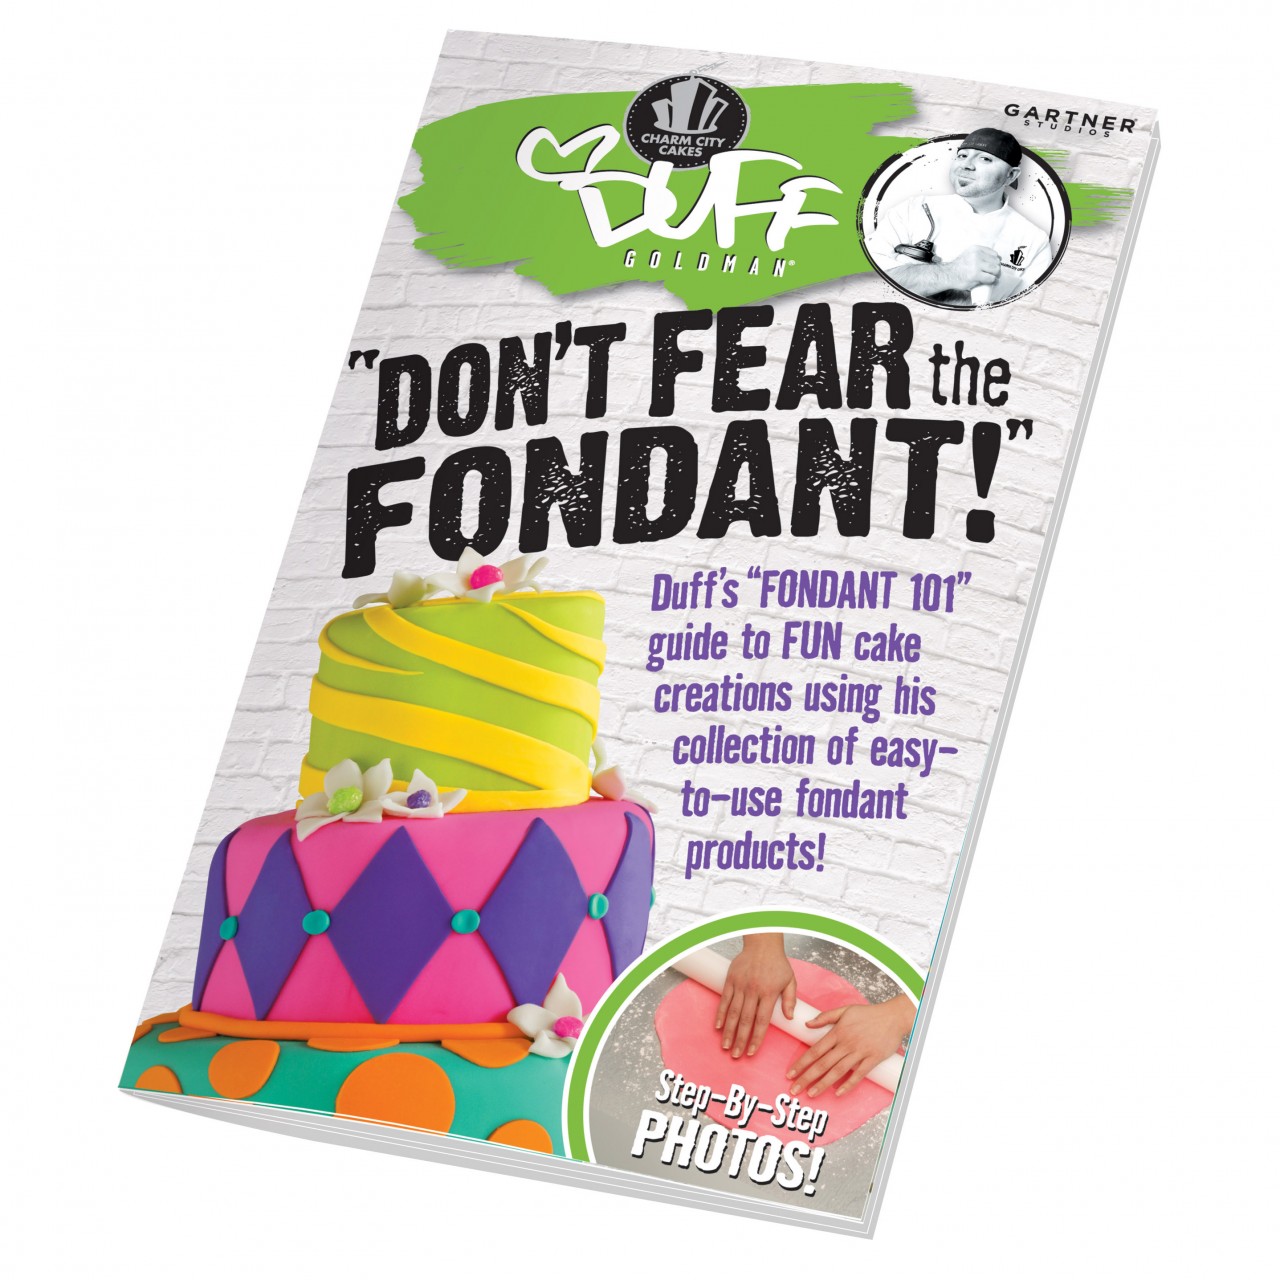 GARTNER®
STUDIOS
CHARM CITY
CAKES
DUFF
GOLDMAN®
"DON'T FEAR the
FONDANT!"
Duff's "FONDANT 101"
guide to FUN cake
creations using his
collection of easy-
to-use fondant
products!
Step-By-Step
PHOTOS!